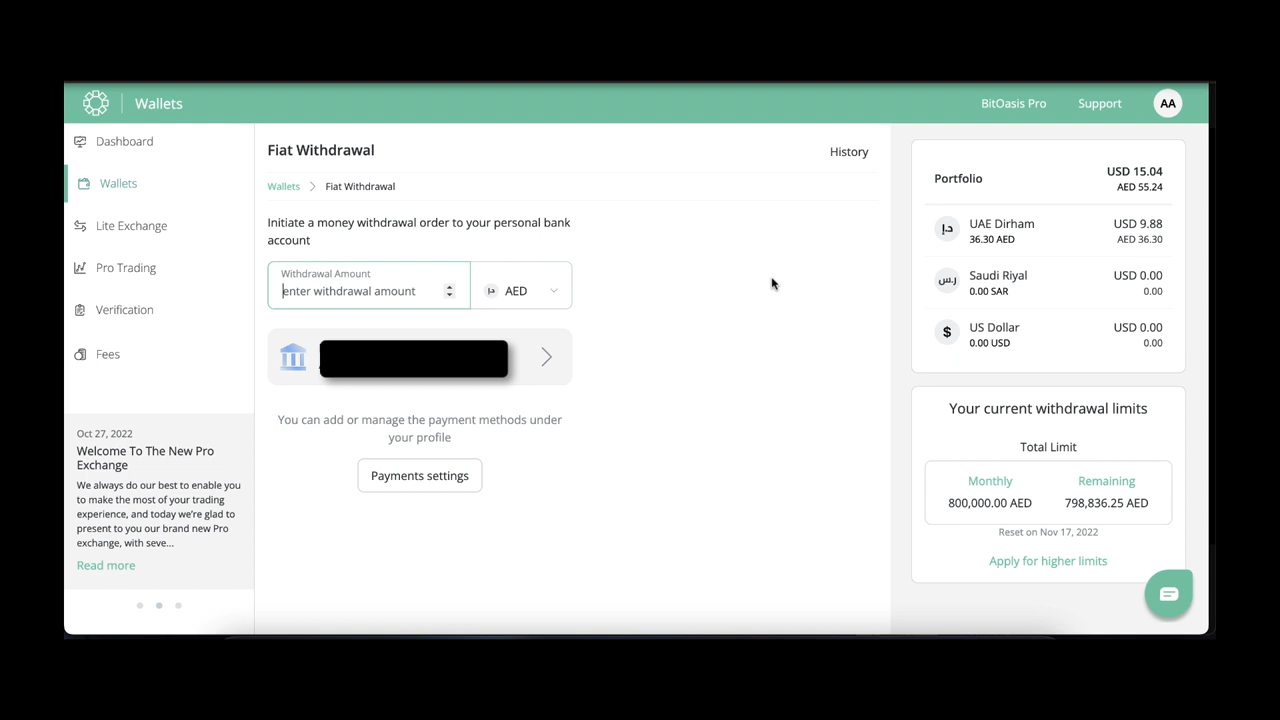 Wallets
BitOasis Pro
Support
AA
Dashboard
Wallets
Lite Exchange
Pro Trading
Verification
Fees
Oct 27, 2022
Welcome To The New Pro
Exchange
We always do our best to enable you
to make the most of your trading
experience, and today we're glad to
present to you our brand new Pro
exchange, with seve...
Read more
Fiat Withdrawal
History
Wallets > Fiat Withdrawal
Initiate a money withdrawal order to your personal bank
account
Withdrawal Amount
enter withdrawal amount
د.إ AED
You can add or manage the payment methods under
your profile
Payments settings
Portfolio
USD 15.04
AED 55.24
د.إ
UAE Dirham
36.30 AED
USD 9.88
AED 36.30
ر.س
Saudi Riyal
0.00 SAR
USD 0.00
0.00
$
US Dollar
0.00 USD
USD 0.00
0.00
Your current withdrawal limits
Total Limit
Monthly
800,000.00 AED
Remaining
798,836.25 AED
Reset on Nov 17, 2022
Apply for higher limits